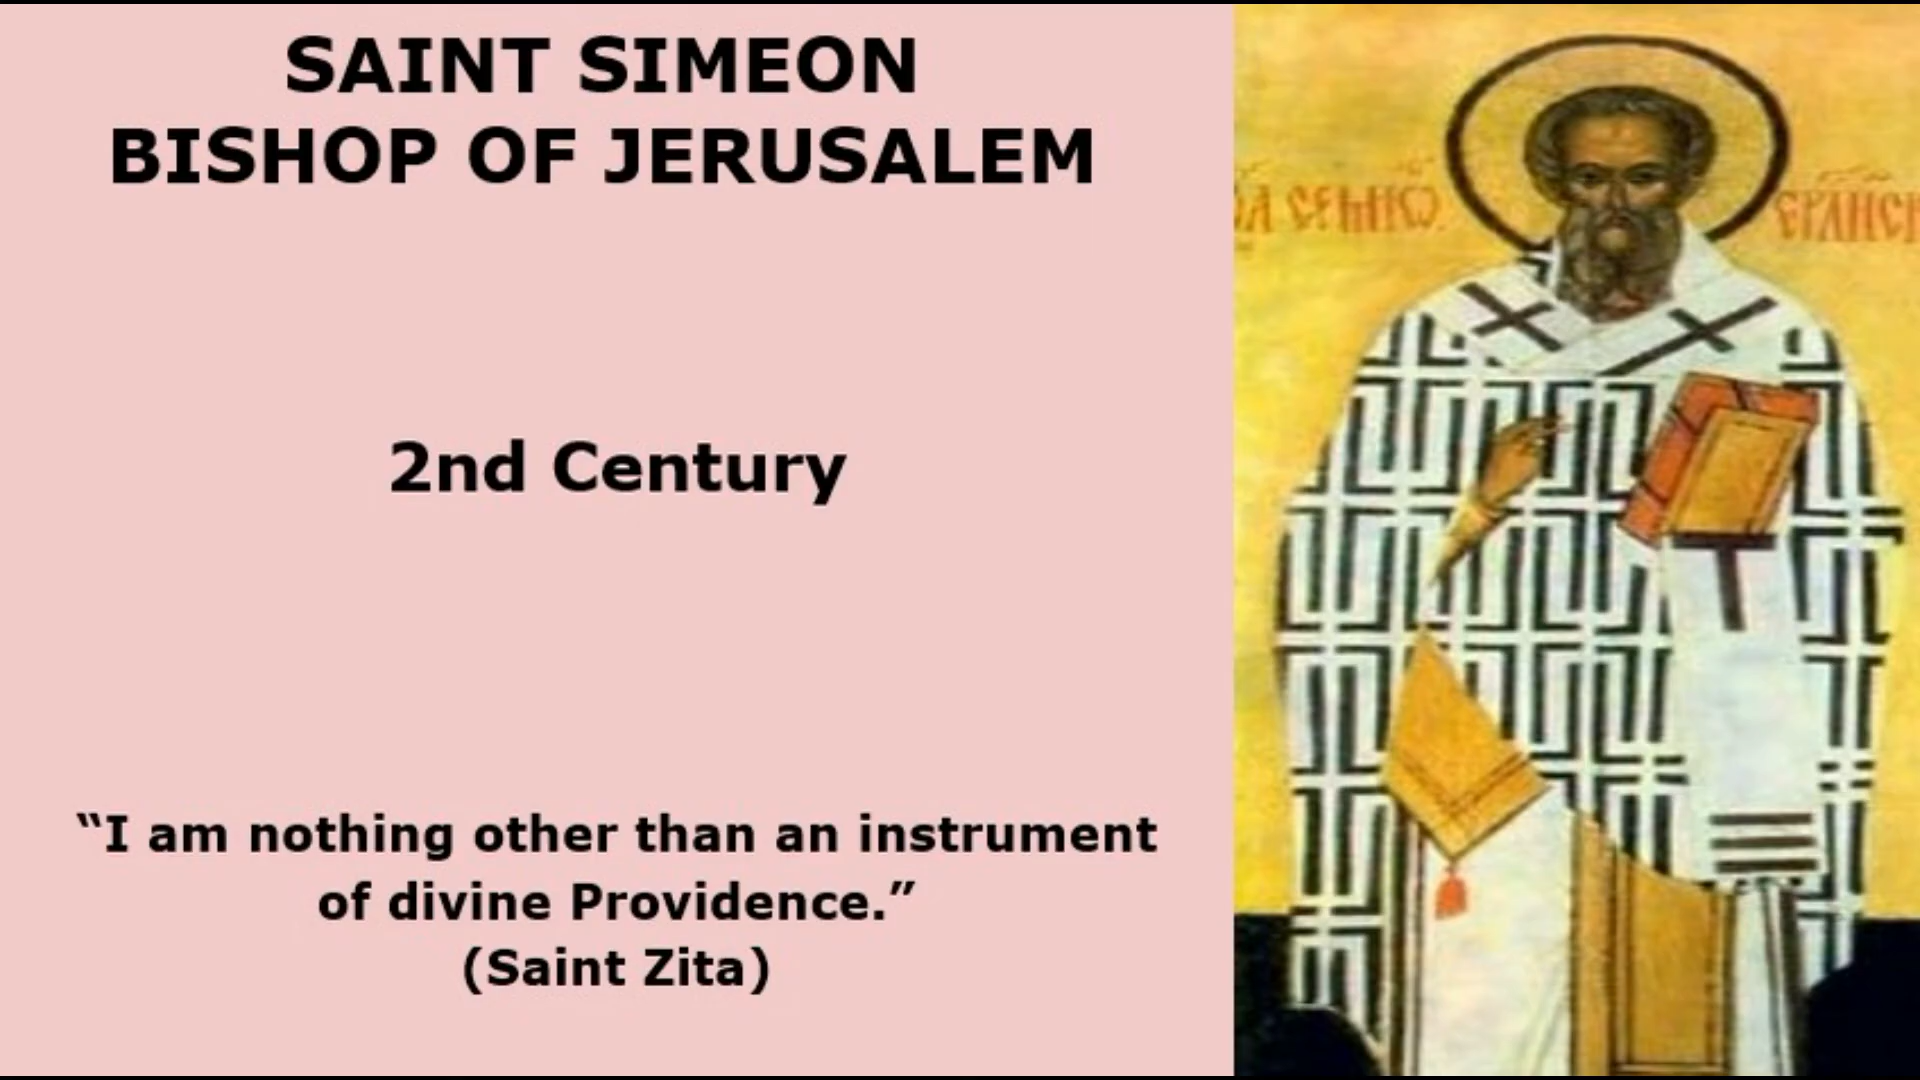 SAINT SIMEON
BISHOP OF JERUSALEM
2nd Century
“I am nothing other than an instrument
of divine Providence.”
(Saint Zita)